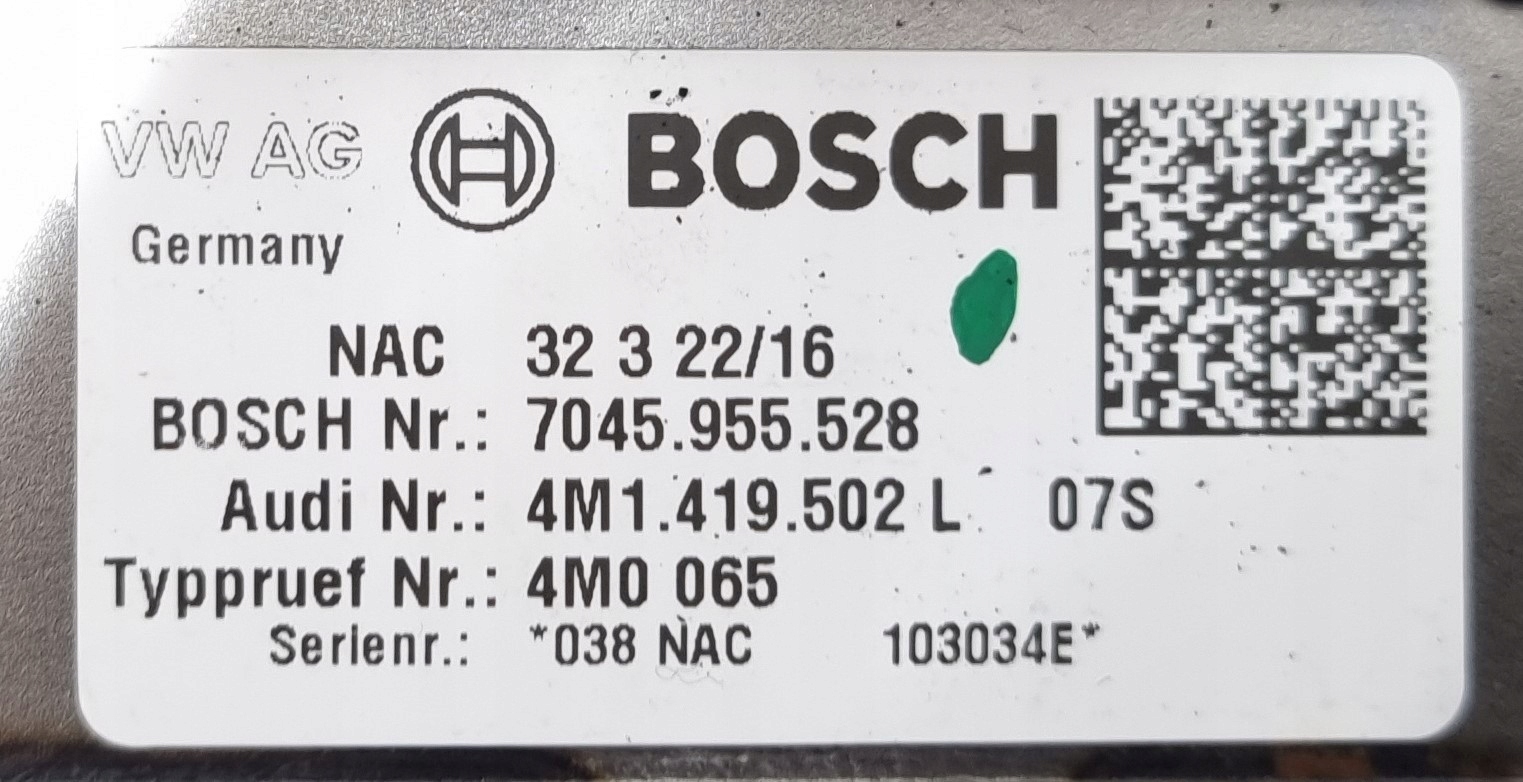 VW AG BOSCH
Germany
NAC 32 3 22/16
BOSCH Nr.: 7045.955.528
Audi Nr.: 4M1.419.502 L 07S
Typpruef Nr.: 4M0 065
Serienr.: *038 NAC 103034E*